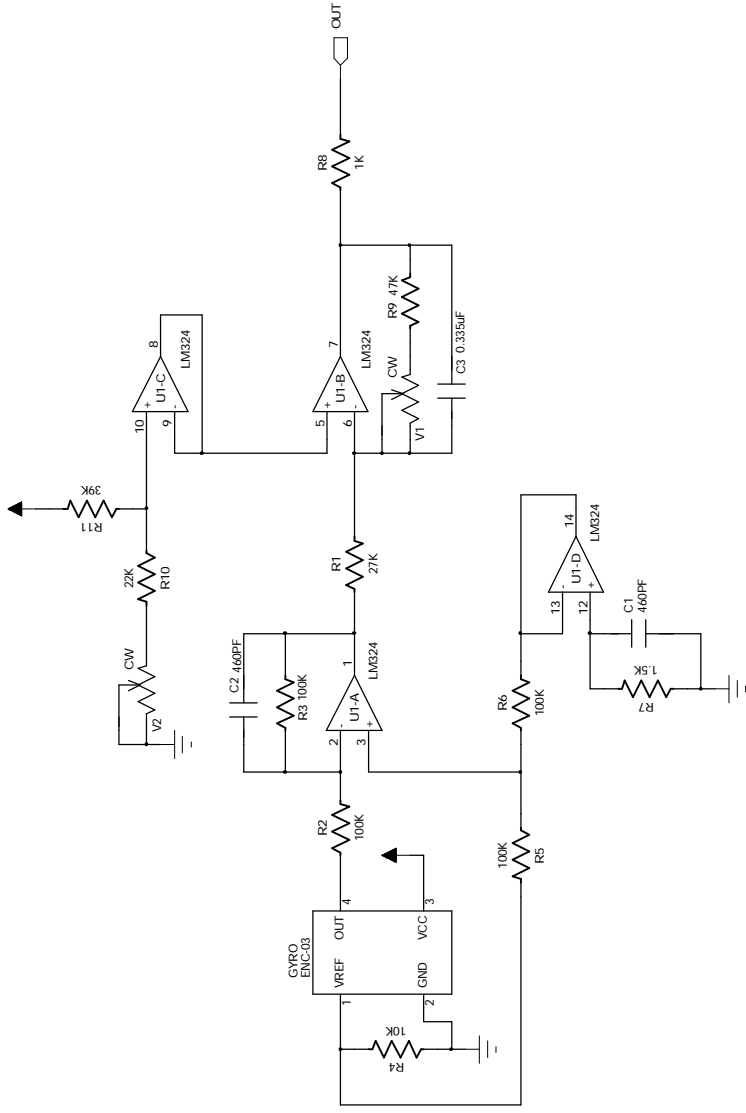 OUT
R8
1K
8
U1-C
LM324
10
9
+
-
7
U1-B
LM324
5
6
+
-
R9 47K
CW
V1
C3 0.335uF
39K
R11
22K
R10
CW
V2
R1
27K
C2 460PF
R3 100K
1
U1-A
LM324
2
3
-
+
14
U1-D
LM324
13
12
-
+
C1
460PF
1.5K
R7
R6
100K
R2
100K
100K
R5
GYRO
ENC-03
VREF
OUT
GND
VCC
1
4
2
3
10K
R4